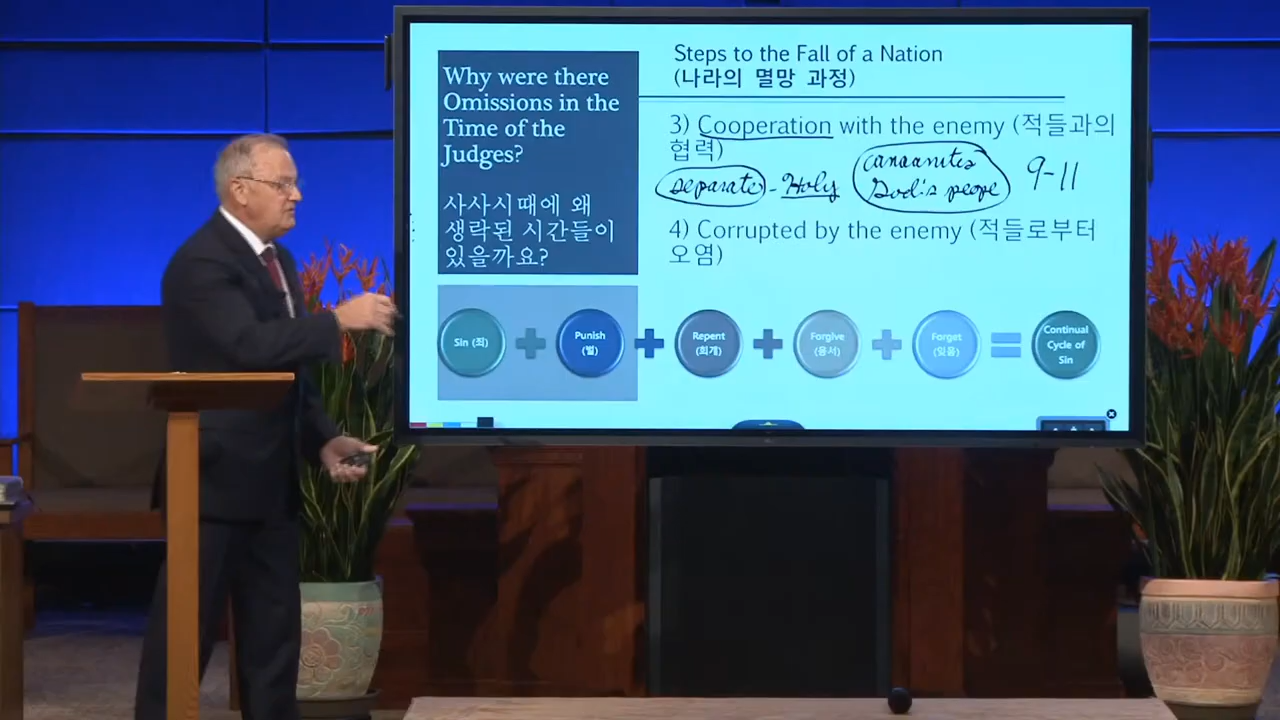 Why were there
Omissions in the
Time of the
Judges?
사사시때에 왜
생락된 시간들이
있을까요?
Steps to the Fall of a Nation
(나라의 멸망 과정)
3) Cooperation with the enemy (적들과의
협력)
separate - Holy
Canaanites
God's people
9-11
4) Corrupted by the enemy (적들로부터
오염)
Sin (죄)
Punish
(벌)
Repent
(회개)
Forgive
(용서)
Forget
(잊음)
Continual
Cycle of
Sin